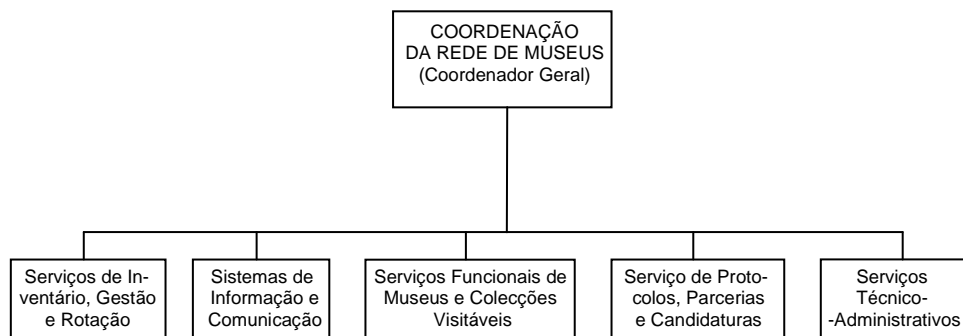 COORDENAÇÃO
DA REDE DE MUSEUS
(Coordenador Geral)
Serviços de In-
ventário, Gestão
e Rotação
Sistemas de
Informação e
Comunicação
Serviços Funcionais de
Museus e Colecções
Visitáveis
Serviço de Proto-
colos, Parcerias
e Candidaturas
Serviços
Técnico-
-Administrativos